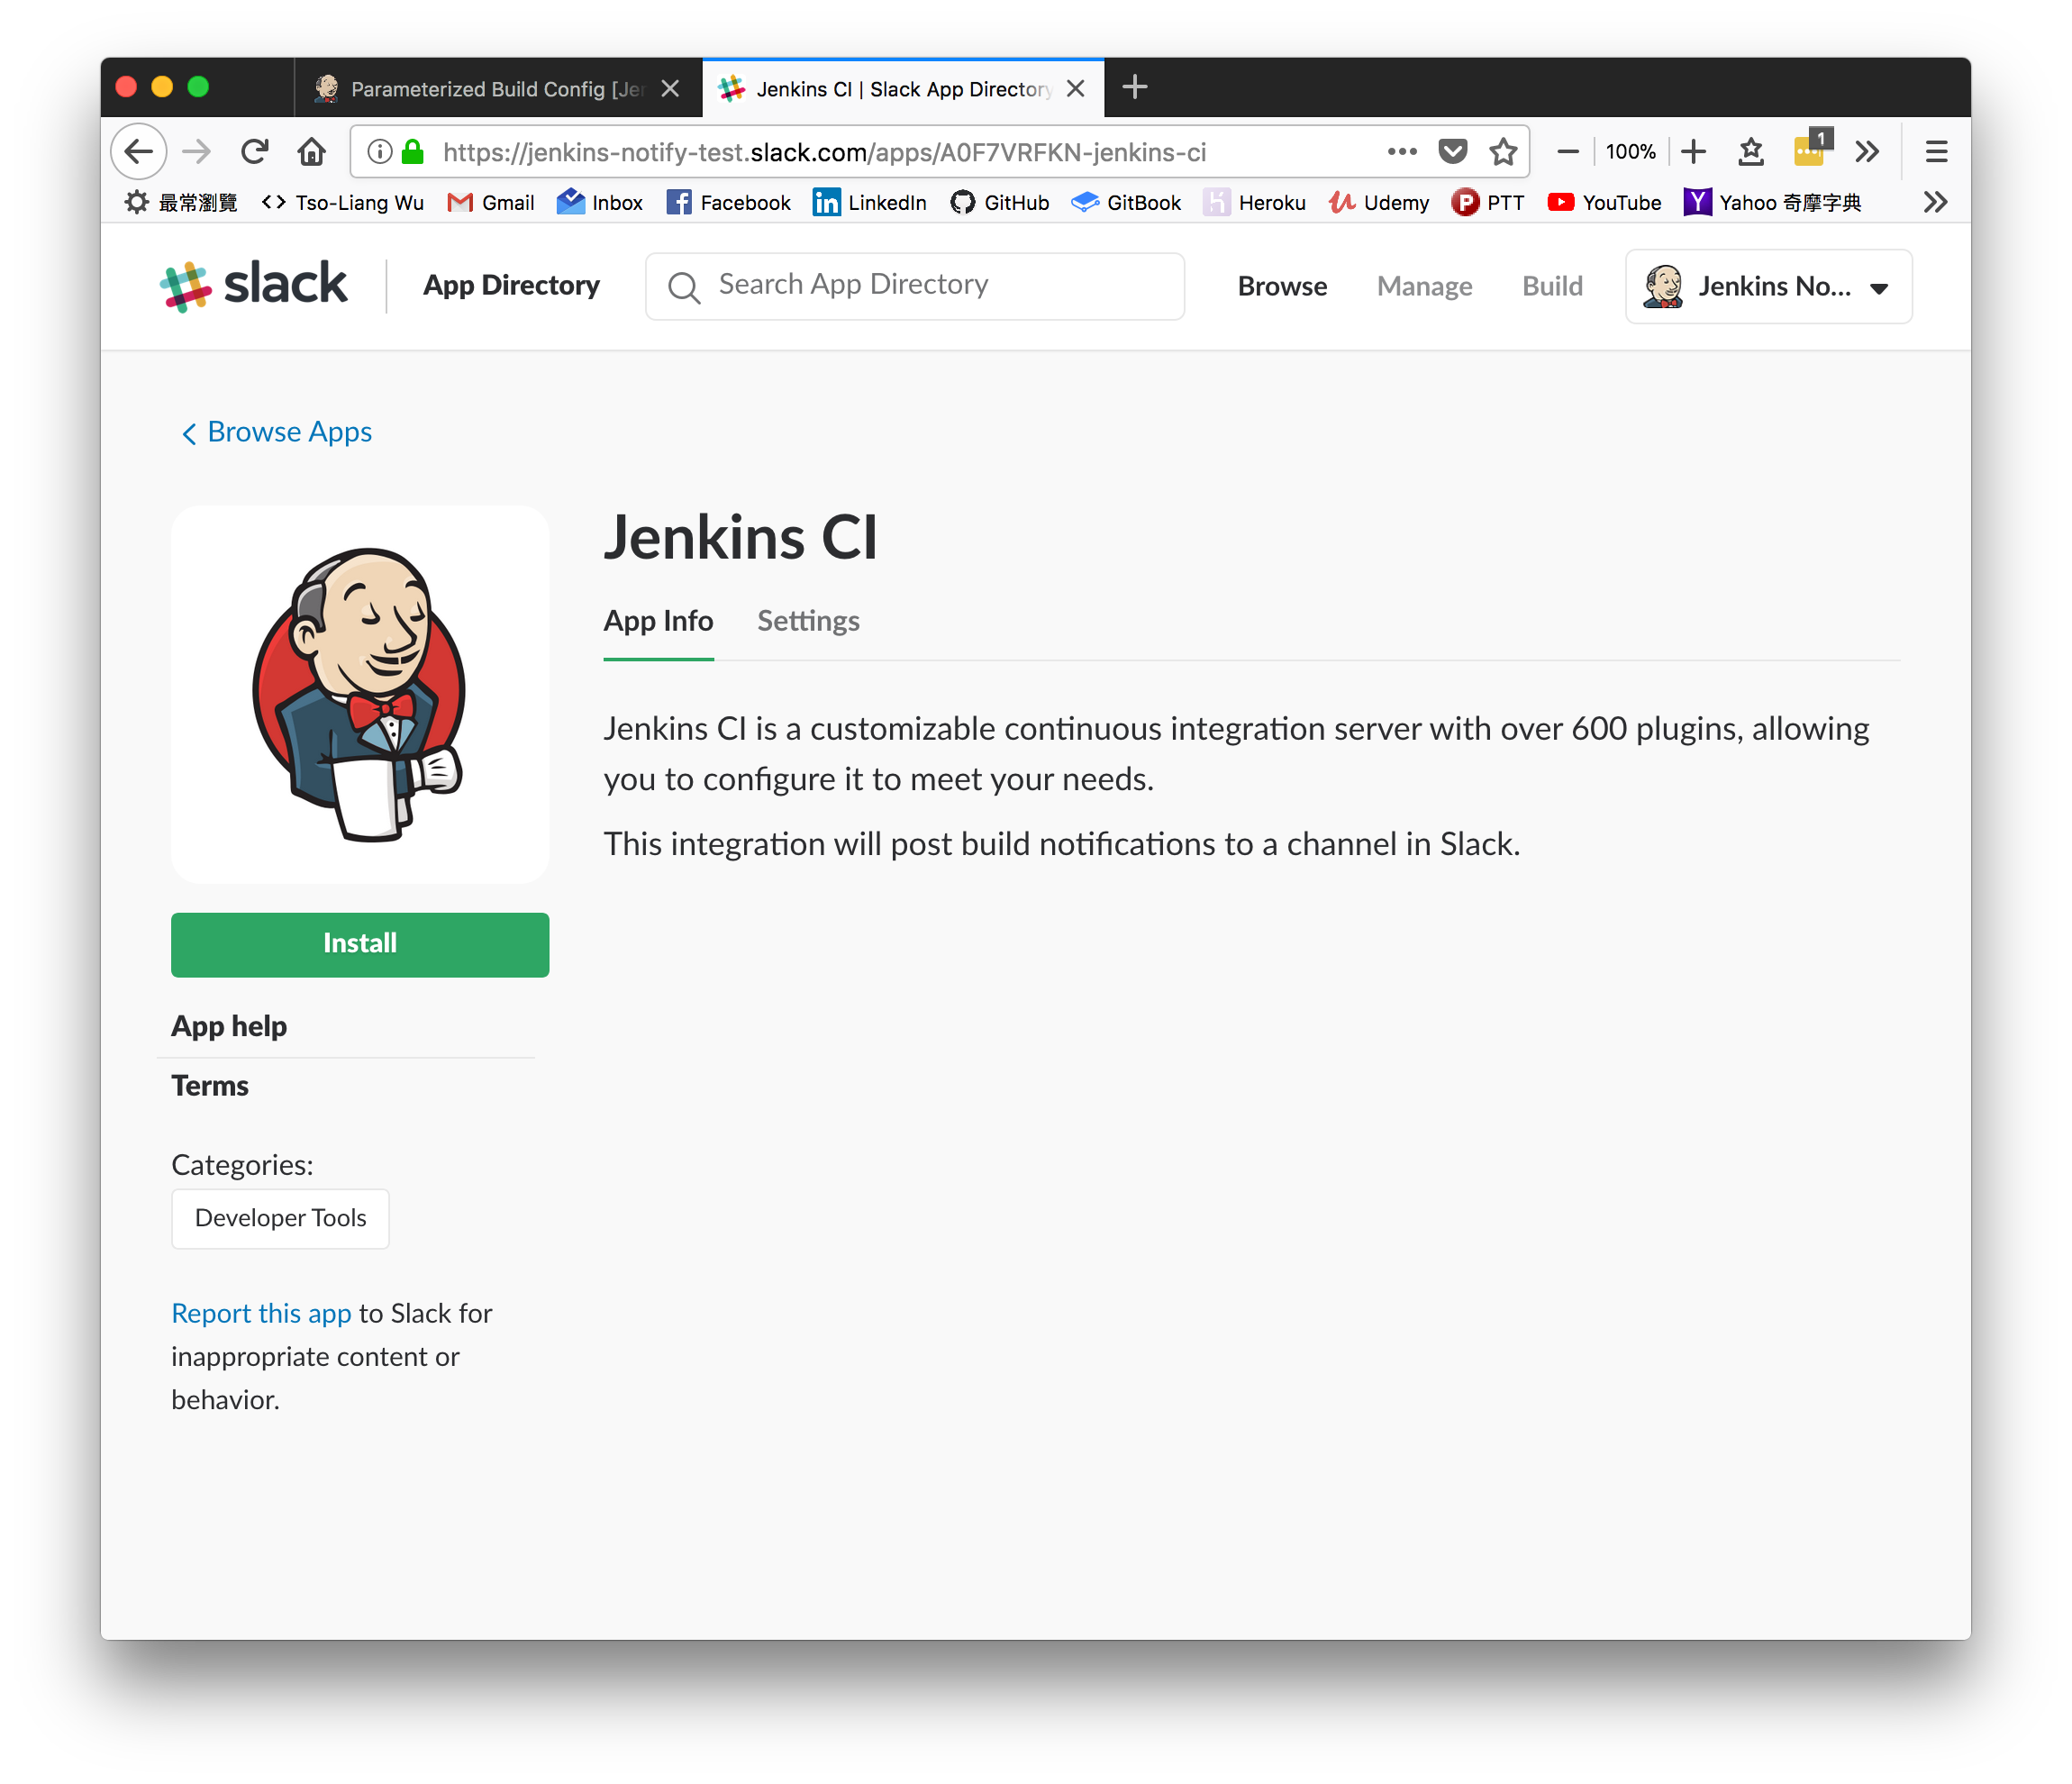 Parameterized Build Config [Jer
Jenkins CI | Slack App Directory
https://jenkins-notify-test.slack.com/apps/A0F7VRFKN-jenkins-ci
100%
1
最常瀏覽
Tso-Liang Wu
Gmail
Inbox
Facebook
LinkedIn
GitHub
GitBook
Heroku
Udemy
PTT
YouTube
Yahoo 奇摩字典
slack
App Directory
Search App Directory
Browse
Manage
Build
Jenkins No...
Browse Apps
Jenkins CI
App Info
Settings
Jenkins CI is a customizable continuous integration server with over 600 plugins, allowing
you to configure it to meet your needs.
This integration will post build notifications to a channel in Slack.
Install
App help
Terms
Categories:
Developer Tools
Report this app to Slack for
inappropriate content or
behavior.